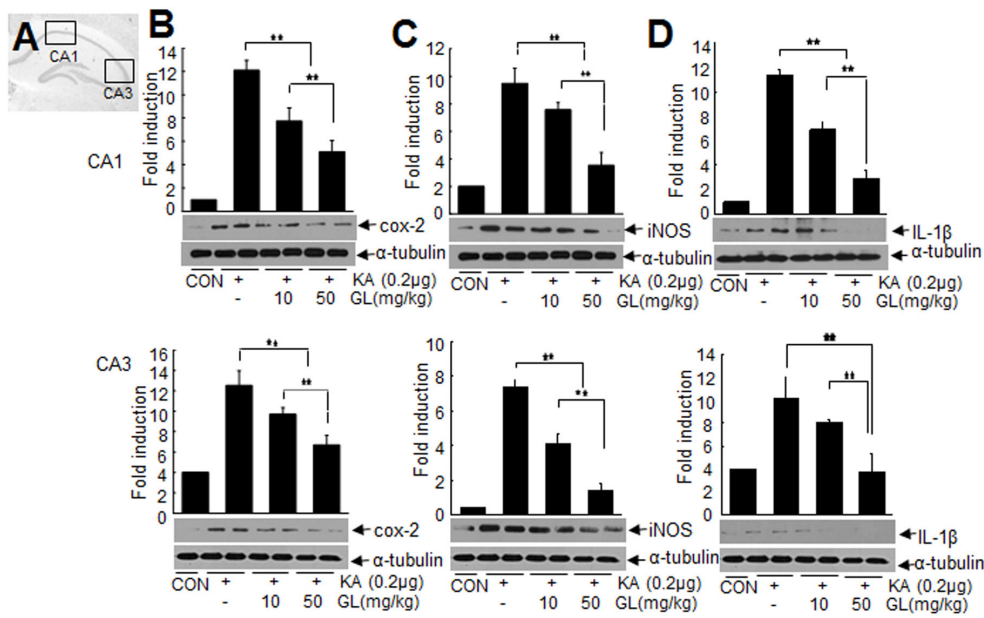 A
CA1
CA3
CA1
B
Fold induction
14
12
10
8
6
4
2
0
**
**
cox-2
α-tubulin
CON + + + KA (0.2μg)
- 10 50 GL(mg/kg)
C
Fold induction
12
10
8
6
4
2
0
**
**
iNOS
α-tubulin
CON + + + KA (0.2μg)
- 10 50 GL(mg/kg)
D
Fold induction
14
12
10
8
6
4
2
0
**
**
IL-1β
α-tubulin
CON + + + KA (0.2μg)
- 10 50 GL(mg/kg)
CA3
Fold induction
16
14
12
10
8
6
4
2
0
**
**
cox-2
α-tubulin
CON + + + KA (0.2μg)
- 10 50 GL(mg/kg)
Fold induction
10
8
6
4
2
0
**
**
iNOS
α-tubulin
CON + + + KA (0.2μg)
- 10 50 GL(mg/kg)
Fold induction
14
12
10
8
6
4
2
0
**
**
IL-1β
α-tubulin
CON + + + KA (0.2μg)
- 10 50 GL(mg/kg)